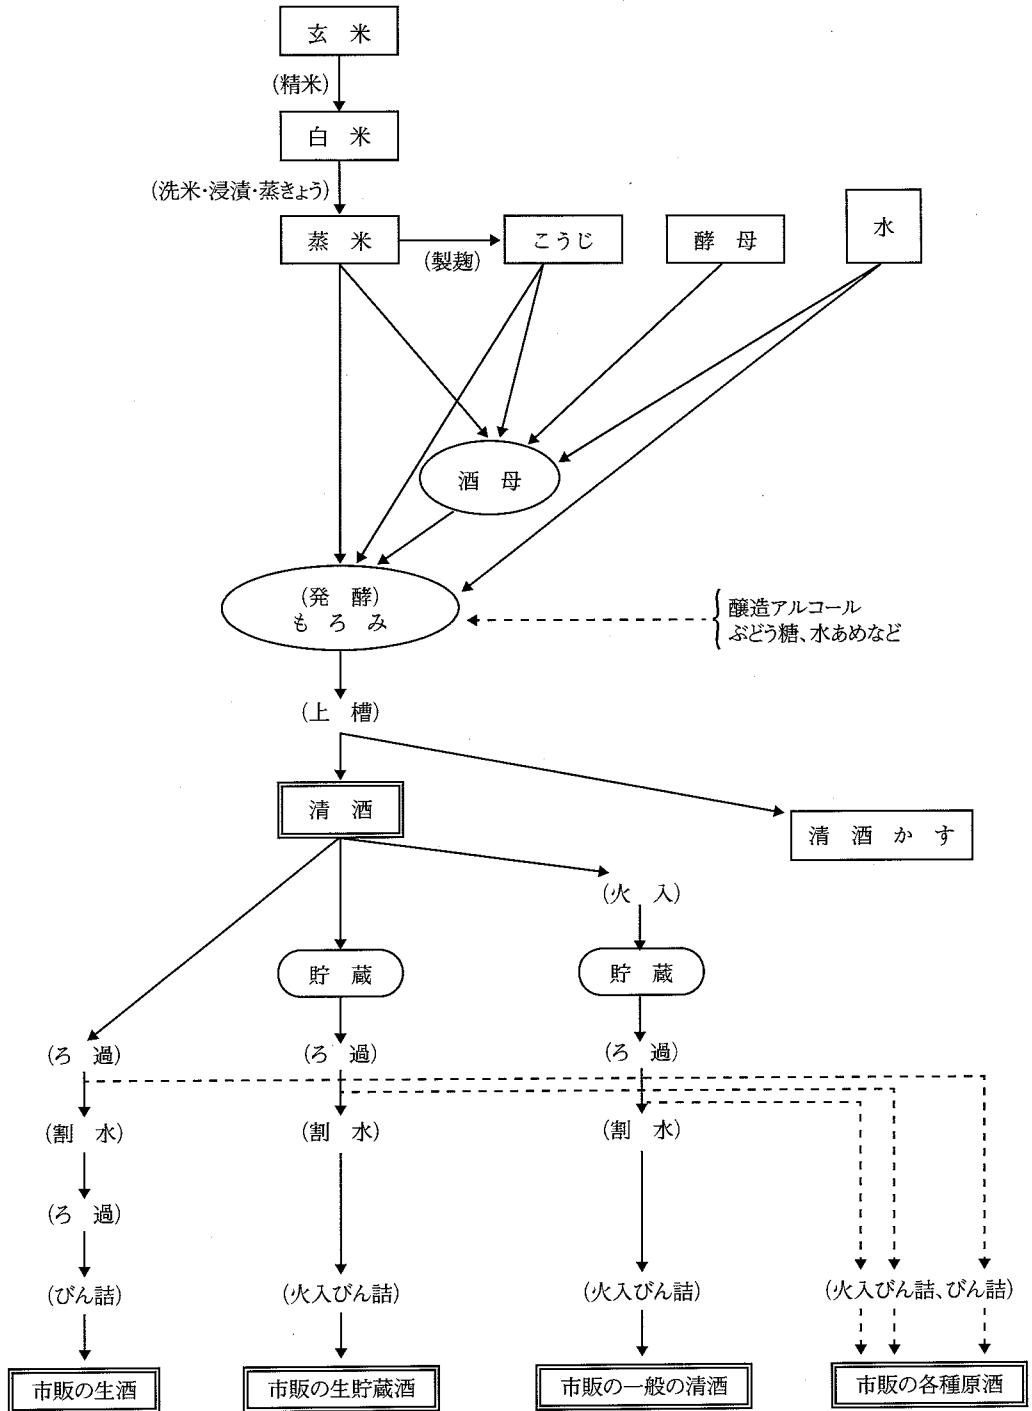 玄 米
(精米)
白 米
(洗米・浸漬・蒸きょう)
蒸 米
(製麹)
こうじ
酵 母
水
酒 母
(発 酵)
も ろ み
醸造アルコール
ぶどう糖、水あめなど
(上 槽)
清 酒
清 酒 か す
(火 入)
貯 蔵
貯 蔵
(ろ 過)
(ろ 過)
(ろ 過)
(割 水)
(割 水)
(割 水)
(ろ 過)
(びん詰)
(火入びん詰)
(火入びん詰)
(火入びん詰、びん詰)
市販の生酒
市販の生貯蔵酒
市販の一般の清酒
市販の各種原酒